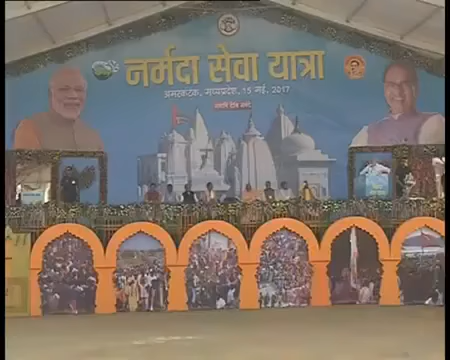 नर्मदा सेवा यात्रा
अमरकंटक, मध्यप्रदेश, 15 मई, 2017